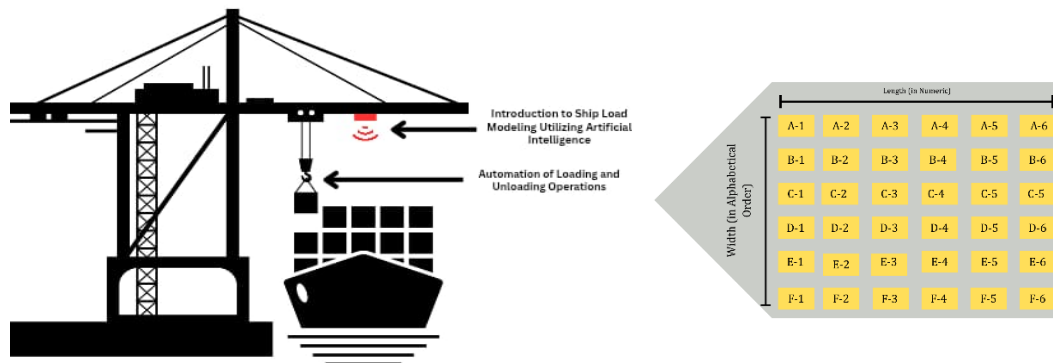 Introduction to Ship Load
Modeling Utilizing Artificial
Intelligence
Automation of Loading and
Unloading Operations
Length (in Numeric)
Width (in Alphabetical
Order)
A-1 A-2 A-3 A-4 A-5 A-6
B-1 B-2 B-3 B-4 B-5 B-6
C-1 C-2 C-3 C-4 C-5 C-5
D-1 D-2 D-3 D-4 D-5 D-6
E-1 E-2 E-3 E-4 E-5 E-6
F-1 F-2 F-3 F-4 F-5 F-6